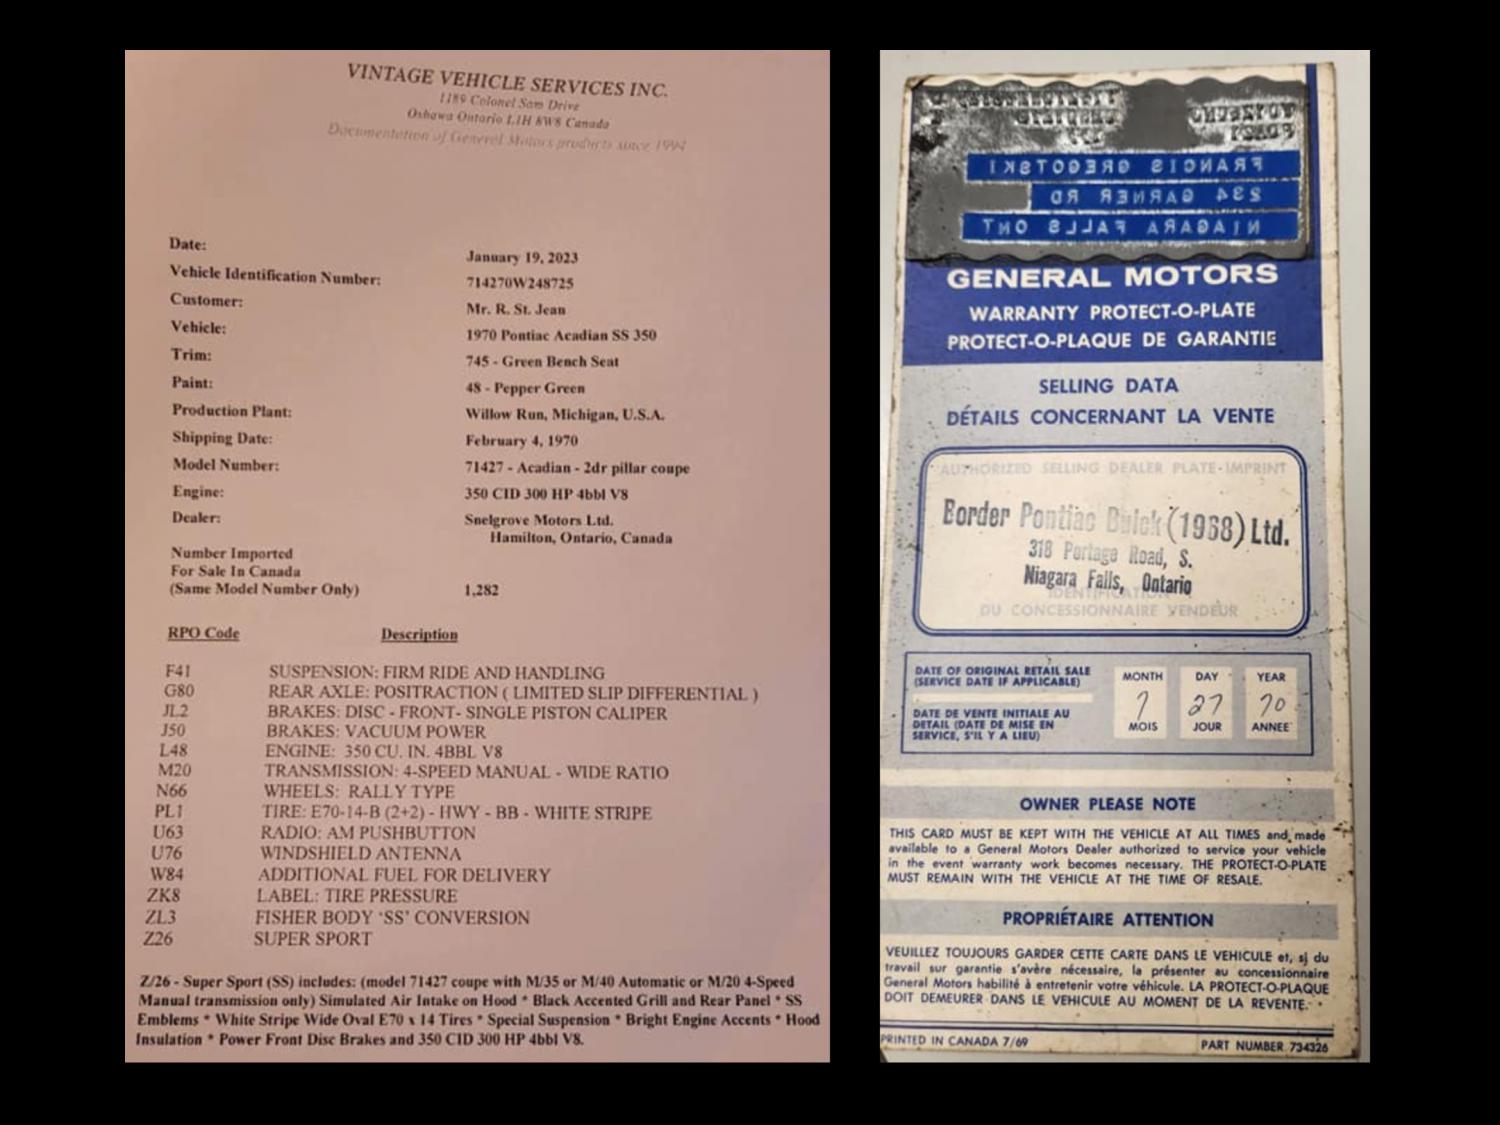 VINTAGE VEHICLE SERVICES INC.
1189 Colonel Sam Drive
Oshawa Ontario L1H 8W8 Canada
Documentation of General Motors products since 1994
Date: January 19, 2023
Vehicle Identification Number: 714270W248725
Customer: Mr. R. St. Jean
Vehicle: 1970 Pontiac Acadian SS 350
Trim: 745 - Green Bench Seat
Paint: 48 - Pepper Green
Production Plant: Willow Run, Michigan, U.S.A.
Shipping Date: February 4, 1970
Model Number: 71427 - Acadian - 2dr pillar coupe
Engine: 350 CID 300 HP 4bbl V8
Dealer: Snelgrove Motors Ltd.
Hamilton, Ontario, Canada
Number Imported
For Sale In Canada
(Same Model Number Only) 1,282
RPO Code Description
F41 SUSPENSION: FIRM RIDE AND HANDLING
G80 REAR AXLE: POSITRACTION ( LIMITED SLIP DIFFERENTIAL )
JL2 BRAKES: DISC - FRONT- SINGLE PISTON CALIPER
J50 BRAKES: VACUUM POWER
L48 ENGINE: 350 CU. IN. 4BBL V8
M20 TRANSMISSION: 4-SPEED MANUAL - WIDE RATIO
N66 WHEELS: RALLY TYPE
PL1 TIRE: E70-14-B (2+2) - HWY - BB - WHITE STRIPE
U63 RADIO: AM PUSHBUTTON
U76 WINDSHIELD ANTENNA
W84 ADDITIONAL FUEL FOR DELIVERY
ZK8 LABEL: TIRE PRESSURE
ZL3 FISHER BODY ‘SS’ CONVERSION
Z26 SUPER SPORT
Z/26 - Super Sport (SS) includes: (model 71427 coupe with M/35 or M/40 Automatic or M/20 4-Speed
Manual transmission only) Simulated Air Intake on Hood * Black Accented Grill and Rear Panel * SS
Emblems * White Stripe Wide Oval E70 x 14 Tires * Special Suspension * Bright Engine Accents * Hood
Insulation * Power Front Disc Brakes and 350 CID 300 HP 4bbl V8.
FRANCIS GREGOTSKI
234 GARNER RD
NIAGARA FALLS ONT
GENERAL MOTORS
WARRANTY PROTECT-O-PLATE
PROTECT-O-PLAQUE DE GARANTIE
SELLING DATA
DÉTAILS CONCERNANT LA VENTE
AUTHORIZED SELLING DEALER PLATE-IMPRINT
Border Pontiac Buick (1968) Ltd.
318 Portage Road, S.
Niagara Falls, Ontario
IDENTIFICATION
DU CONCESSIONNAIRE VENDEUR
DATE OF ORIGINAL RETAIL SALE
(SERVICE DATE IF APPLICABLE)
DATE DE VENTE INITIALE AU
DETAIL (DATE DE MISE EN
SERVICE, S'IL Y A LIEU)
MONTH DAY YEAR
7 27 70
MOIS JOUR ANNEE
OWNER PLEASE NOTE
THIS CARD MUST BE KEPT WITH THE VEHICLE AT ALL TIMES and made
available to a General Motors Dealer authorized to service your vehicle
in the event warranty work becomes necessary. THE PROTECT-O-PLATE
MUST REMAIN WITH THE VEHICLE AT THE TIME OF RESALE.
PROPRIÉTAIRE ATTENTION
VEUILLEZ TOUJOURS GARDER CETTE CARTE DANS LE VEHICULE et, si du
travail sur garantie s'avère nécessaire, la présenter au concessionnaire
General Motors habilité à entretenir votre véhicule. LA PROTECT-O-PLAQUE
DOIT DEMEURER DANS LE VEHICULE AU MOMENT DE LA REVENTE.
PRINTED IN CANADA 7/69 PART NUMBER 734326